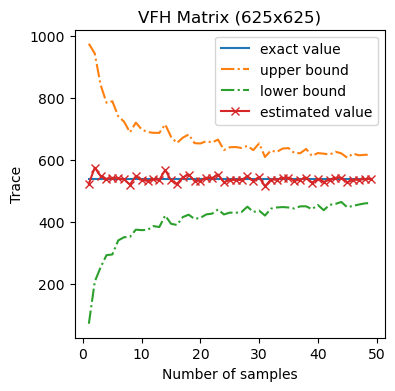 VFH Matrix (625x625)
1000
800
600
400
200
Trace
exact value
upper bound
lower bound
estimated value
0
10
20
30
40
50
Number of samples